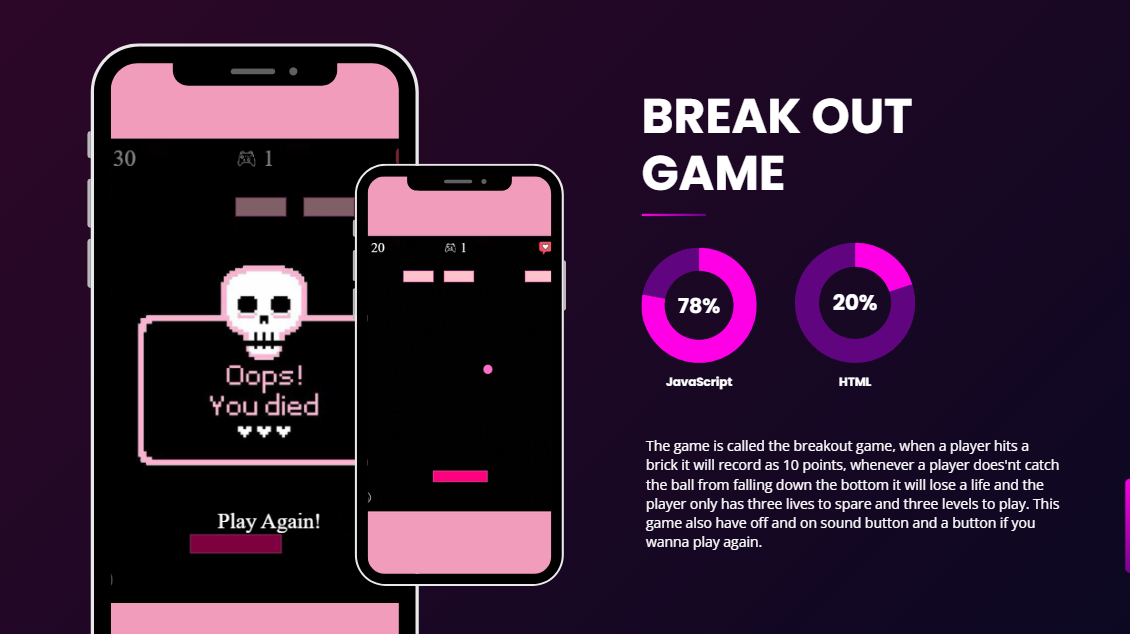 30 1
Oops!
You died
Play Again!
20 1
BREAK OUT
GAME
78%
20%
JavaScript
HTML
The game is called the breakout game, when a player hits a
brick it will record as 10 points, whenever a player does'nt catch
the ball from falling down the bottom it will lose a life and the
player only has three lives to spare and three levels to play. This
game also have off and on sound button and a button if you
wanna play again.